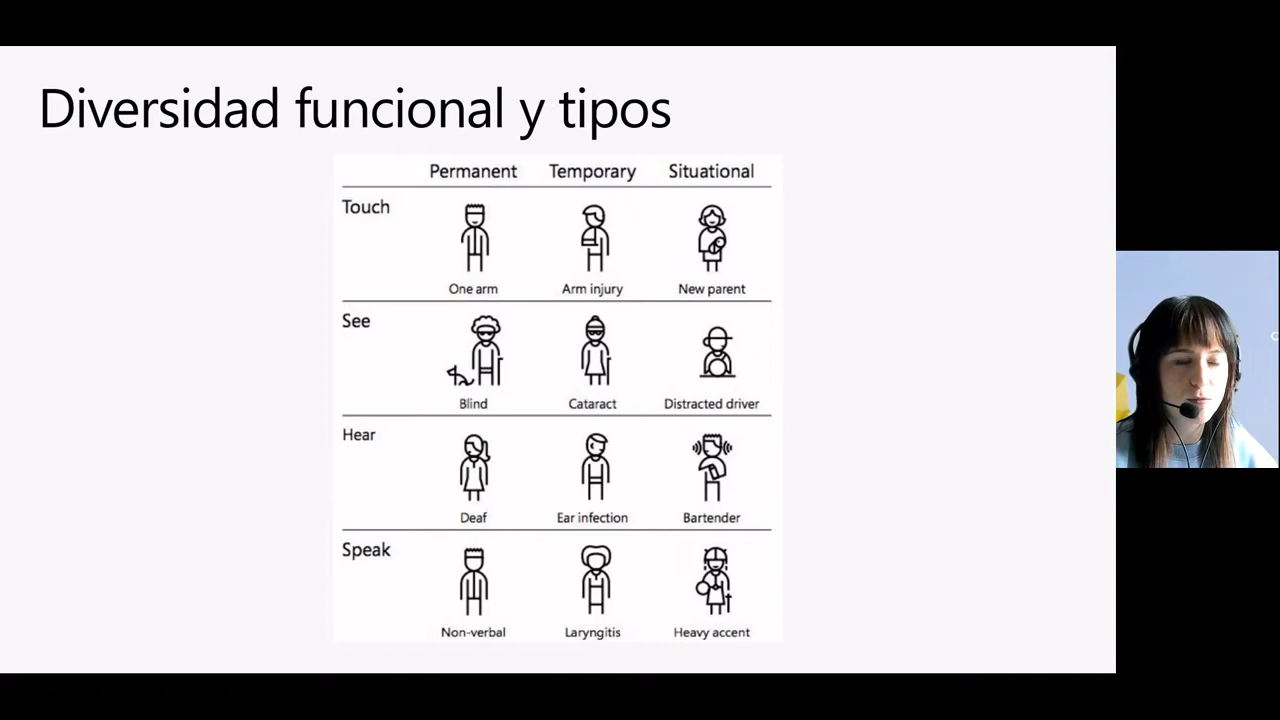 Diversidad funcional y tipos
Permanent Temporary Situational
Touch
One arm Arm injury New parent
See
Blind Cataract Distracted driver
Hear
Deaf Ear infection Bartender
Speak
Non-verbal Laryngitis Heavy accent